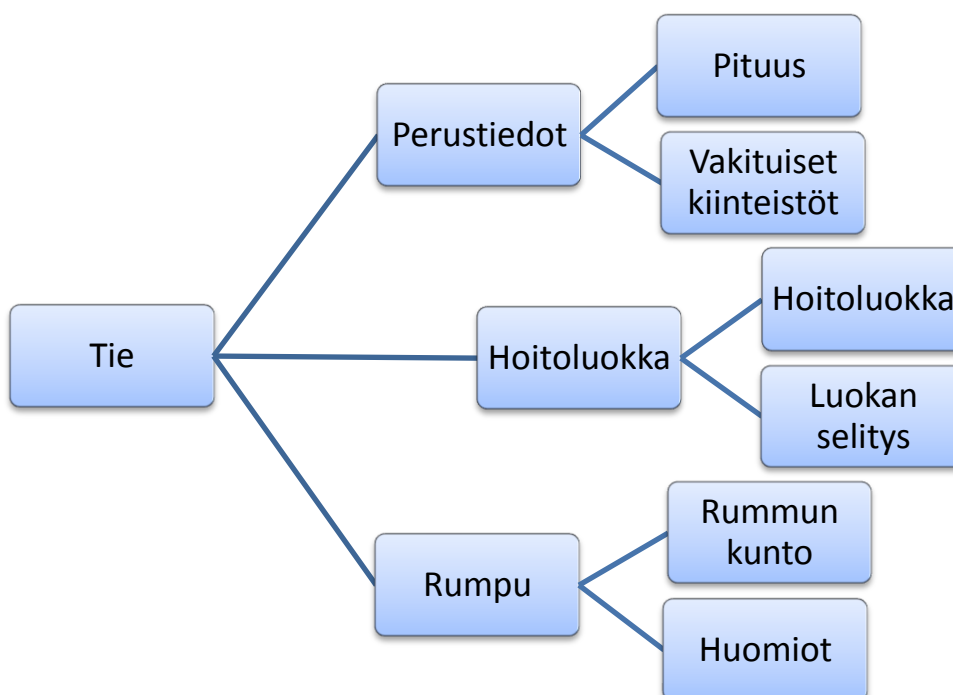 Pituus
Perustiedot
Vakituiset
kiinteistöt
Tie
Hoitoluokka
Hoitoluokka
Luokan
selitys
Rumpu
Rummun
kunto
Huomiot